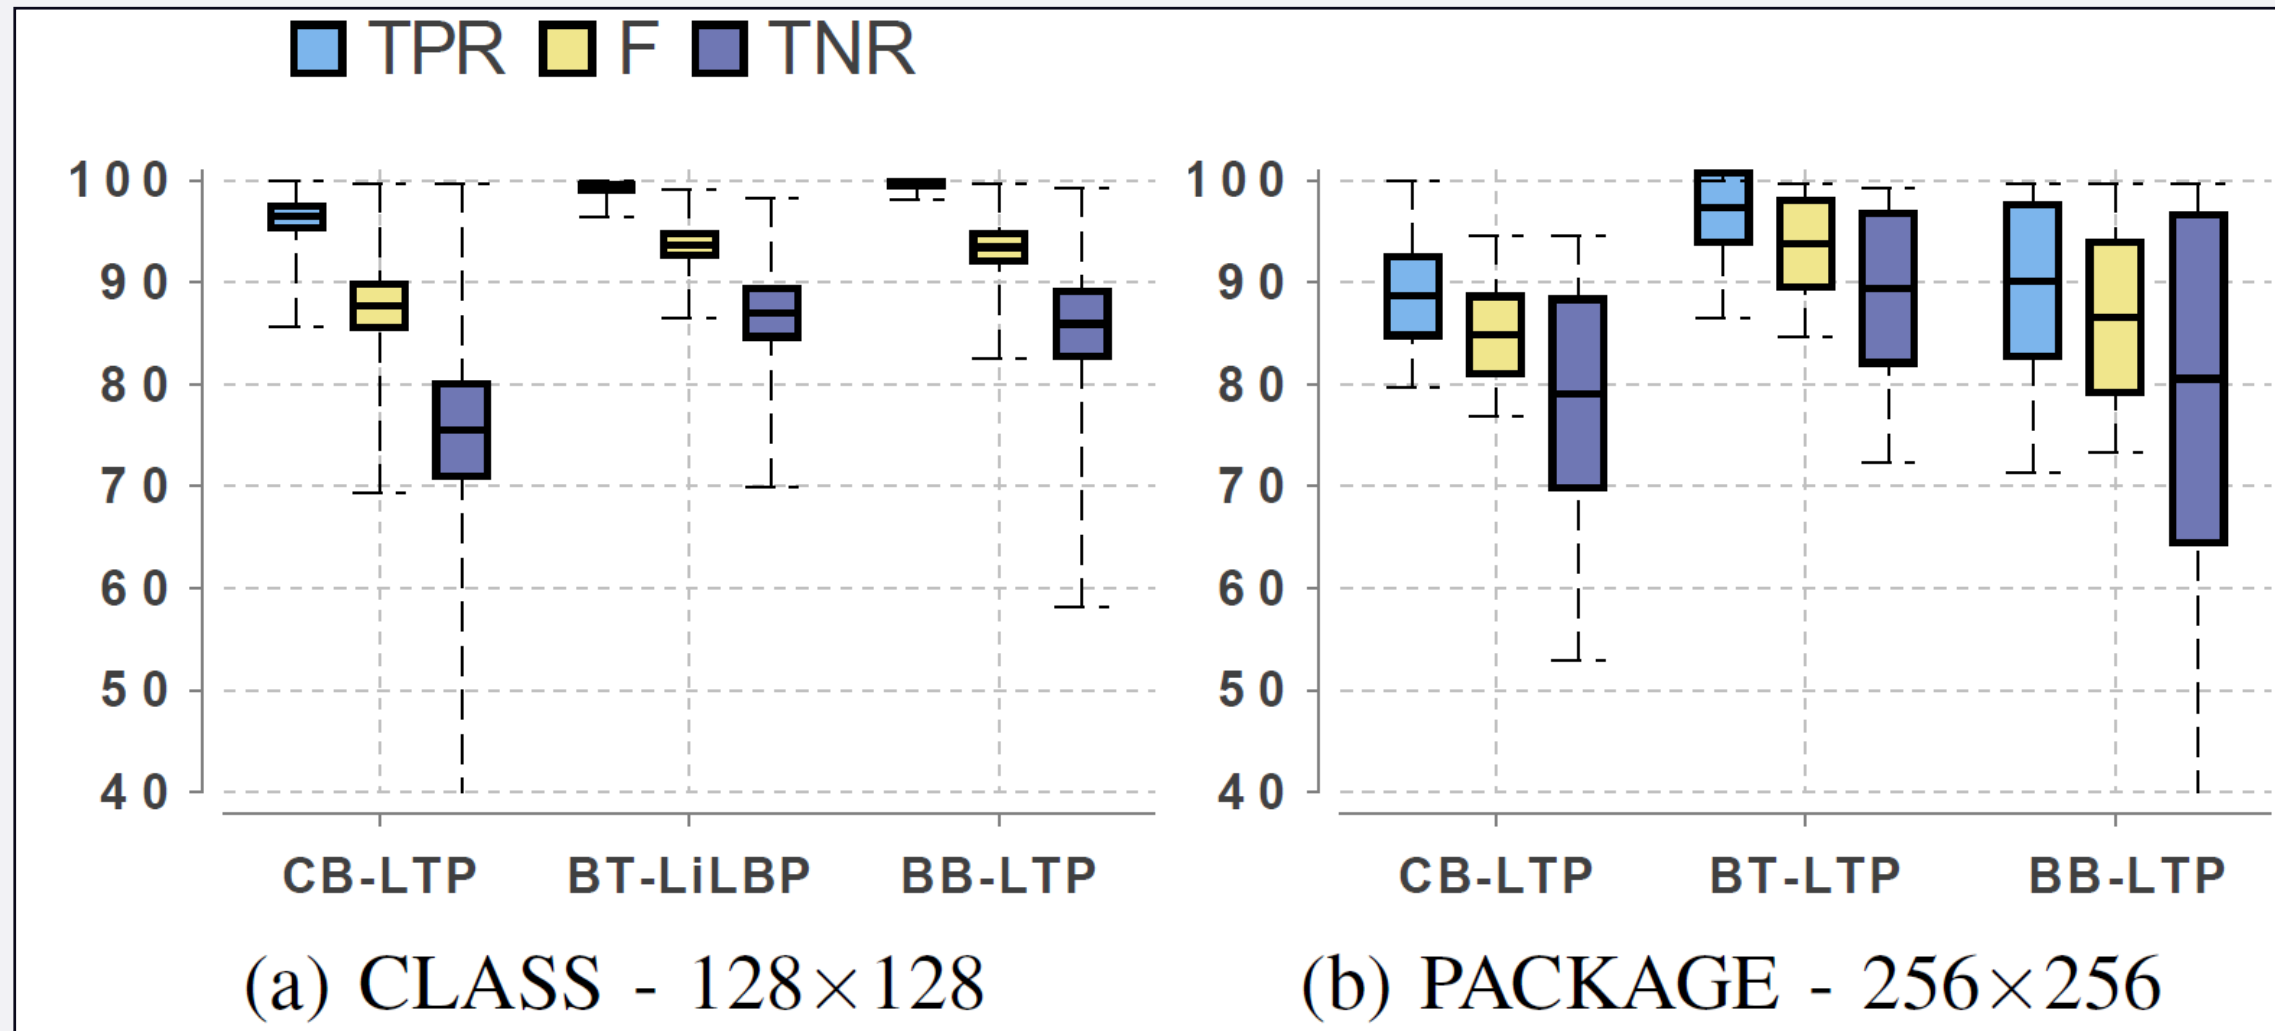 TPR F TNR
100
90
80
70
60
50
40
CB-LTP BT-LiLBP BB-LTP
(a) CLASS - 128×128
100
90
80
70
60
50
40
CB-LTP BT-LTP BB-LTP
(b) PACKAGE - 256×256